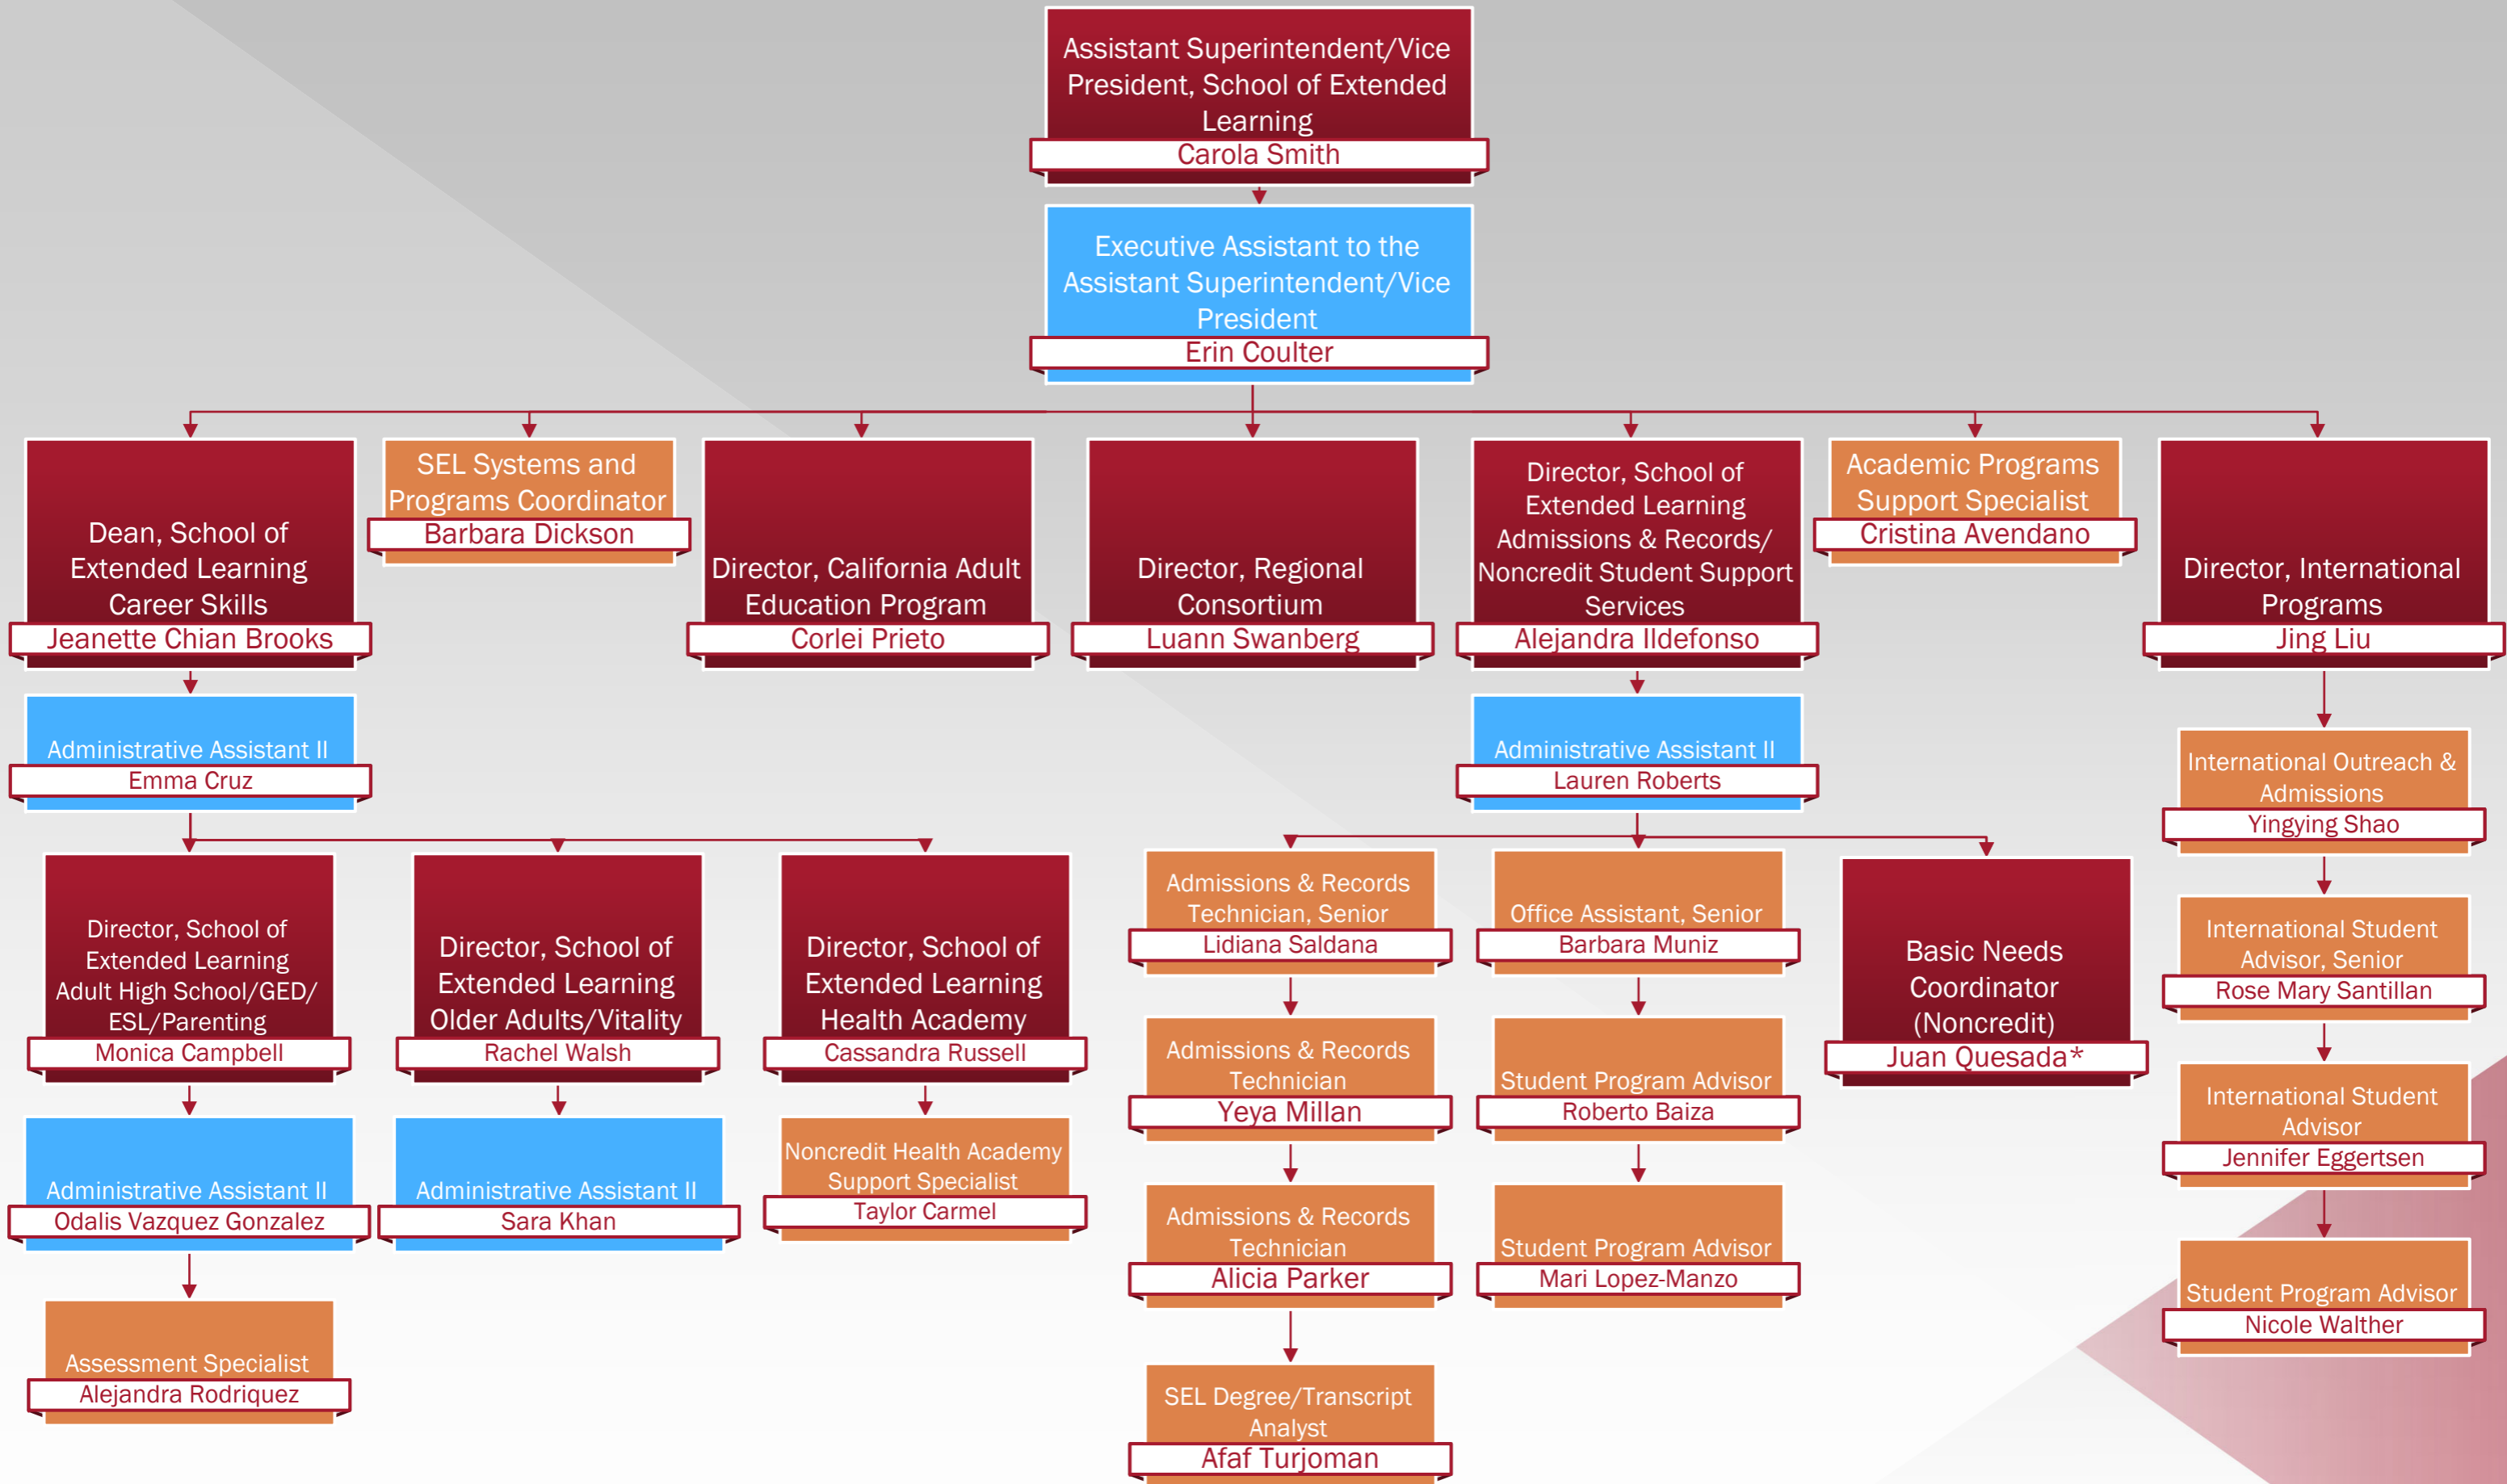 Assistant Superintendent/Vice
President, School of Extended
Learning
Carola Smith
Executive Assistant to the
Assistant Superintendent/Vice
President
Erin Coulter
Dean, School of
Extended Learning
Career Skills
Jeanette Chian Brooks
SEL Systems and
Programs Coordinator
Barbara Dickson
Director, California Adult
Education Program
Corlei Prieto
Director, Regional
Consortium
Luann Swanberg
Director, School of
Extended Learning
Admissions & Records/
Noncredit Student Support
Services
Alejandra Ildefonso
Academic Programs
Support Specialist
Cristina Avendano
Director, International
Programs
Jing Liu
Administrative Assistant II
Emma Cruz
Administrative Assistant II
Lauren Roberts
International Outreach &
Admissions
Yingying Shao
Director, School of
Extended Learning
Adult High School/GED/
ESL/Parenting
Monica Campbell
Director, School of
Extended Learning
Older Adults/Vitality
Rachel Walsh
Director, School of
Extended Learning
Health Academy
Cassandra Russell
Admissions & Records
Technician, Senior
Lidiana Saldana
Office Assistant, Senior
Barbara Muniz
Basic Needs
Coordinator
(Noncredit)
Juan Quesada*
International Student
Advisor, Senior
Rose Mary Santillan
Admissions & Records
Technician
Yeya Millan
Student Program Advisor
Roberto Baiza
International Student
Advisor
Jennifer Eggertsen
Administrative Assistant II
Odalis Vazquez Gonzalez
Administrative Assistant II
Sara Khan
Noncredit Health Academy
Support Specialist
Taylor Carmel
Admissions & Records
Technician
Alicia Parker
Student Program Advisor
Mari Lopez-Manzo
Student Program Advisor
Nicole Walther
Assessment Specialist
Alejandra Rodriquez
SEL Degree/Transcript
Analyst
Afaf Turjoman